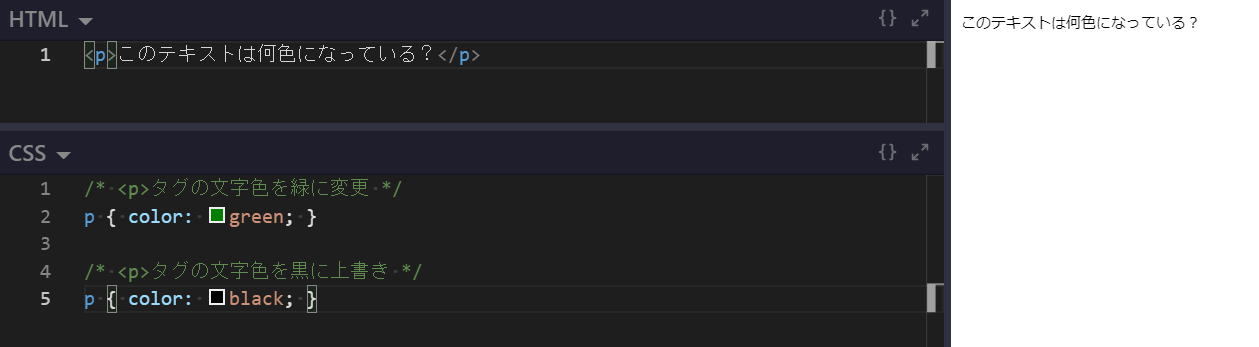 HTML
1 <p>このテキストは何色になっている？</p>
CSS
1 /* <p>タグの文字色を緑に変更 */
2 p { color: green; }
3
4 /* <p>タグの文字色を黒に上書き */
5 p { color: black; }
このテキストは何色になっている？